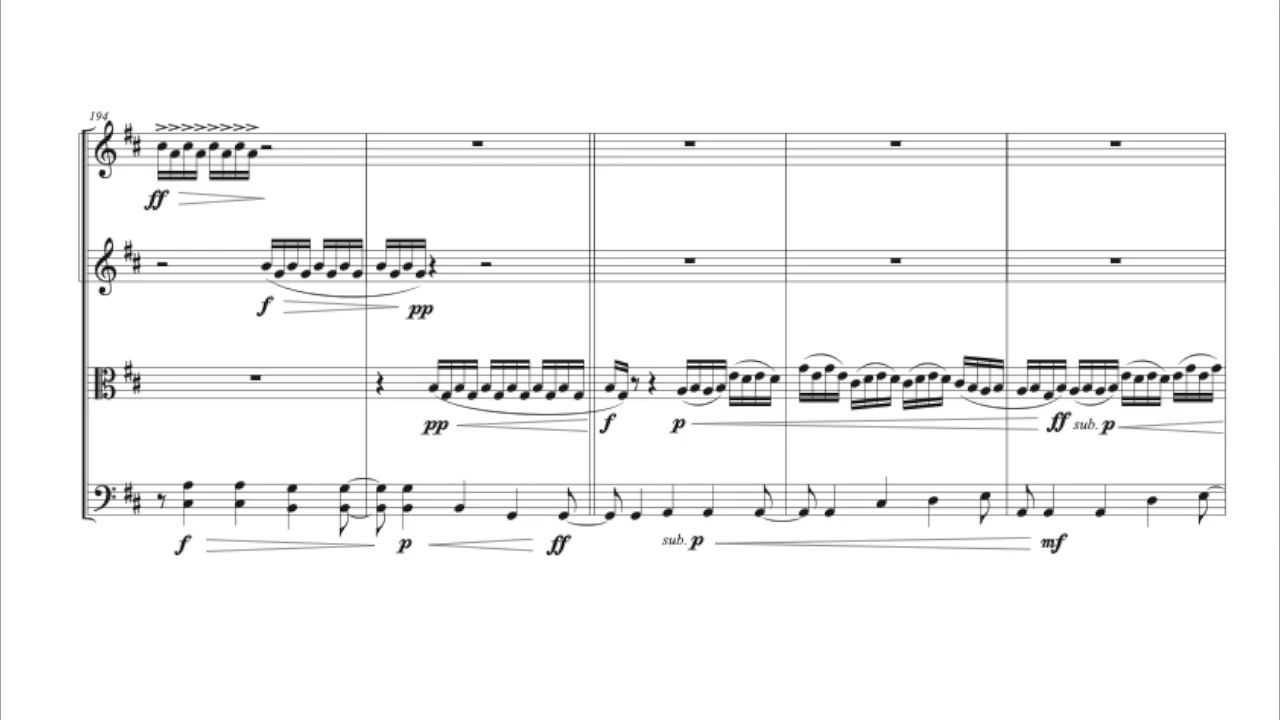 194
ff
f pp
pp f p ff sub. p
f p ff sub. p mf